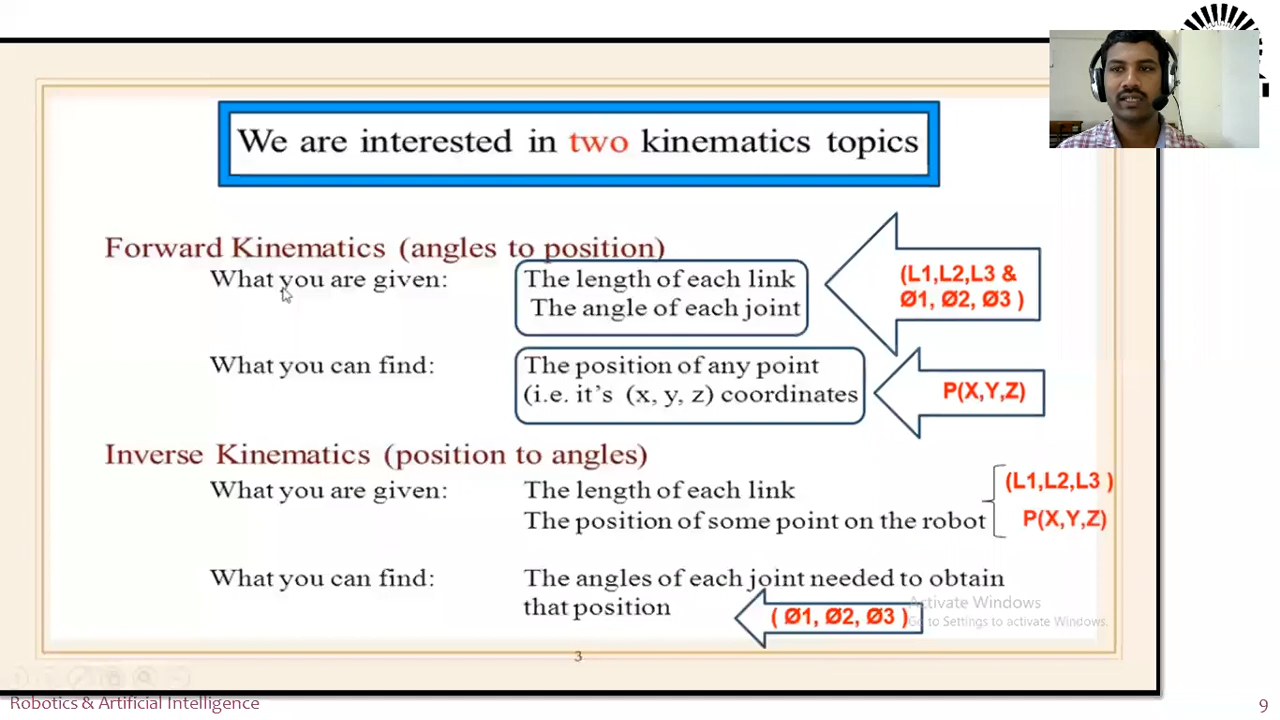 We are interested in two kinematics topics
Forward Kinematics (angles to position)
What you are given: The length of each link
The angle of each joint
(L1,L2,L3 &
Ø1, Ø2, Ø3 )
What you can find: The position of any point
(i.e. it's (x, y, z) coordinates
P(X,Y,Z)
Inverse Kinematics (position to angles)
What you are given: The length of each link
The position of some point on the robot
(L1,L2,L3 )
P(X,Y,Z)
What you can find: The angles of each joint needed to obtain
that position
( Ø1, Ø2, Ø3 )
Activate Windows
Go to Settings to activate Windows.
3
Robotics & Artificial Intelligence
9